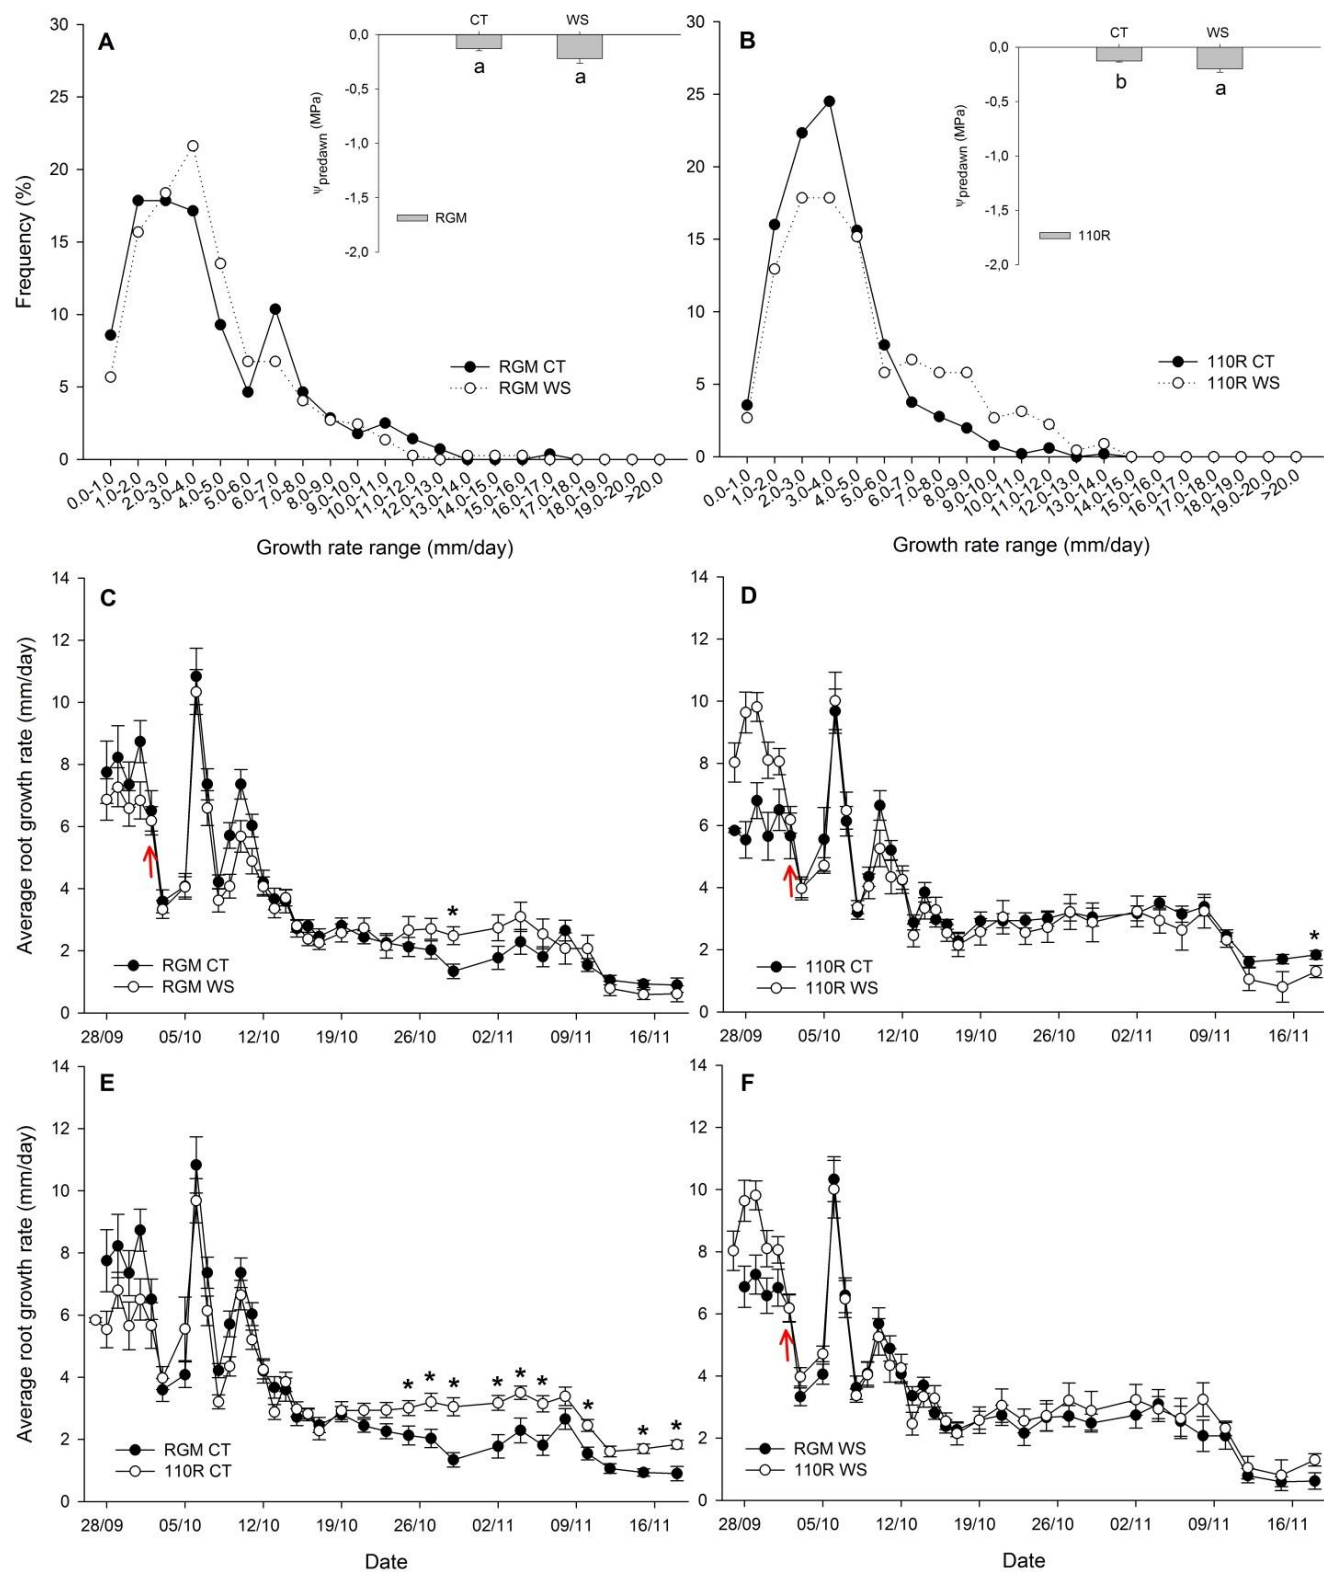 A
30
25
20
15
10
5
0
Frequency (%)
CT WS
0,0
-0,5
-1,0
-1,5
-2,0
Ψpredawn (MPa)
a a
RGM
RGM CT
RGM WS
0.0-1.0 1.0-2.0 2.0-3.0 3.0-4.0 4.0-5.0 5.0-6.0 6.0-7.0 7.0-8.0 8.0-9.0 9.0-10.0 10.0-11.0 11.0-12.0 12.0-13.0 13.0-14.0 14.0-15.0 15.0-16.0 16.0-17.0 17.0-18.0 18.0-19.0 19.0-20.0 >20.0
Growth rate range (mm/day)
B
30
25
20
15
10
5
0
CT WS
0,0
-0,5
-1,0
-1,5
-2,0
Ψpredawn (MPa)
b a
110R
110R CT
110R WS
0.0-1.0 1.0-2.0 2.0-3.0 3.0-4.0 4.0-5.0 5.0-6.0 6.0-7.0 7.0-8.0 8.0-9.0 9.0-10.0 10.0-11.0 11.0-12.0 12.0-13.0 13.0-14.0 14.0-15.0 15.0-16.0 16.0-17.0 17.0-18.0 18.0-19.0 19.0-20.0 >20.0
Growth rate range (mm/day)
C
14
12
10
8
6
4
2
0
Average root growth rate (mm/day)
*
RGM CT
RGM WS
28/09 05/10 12/10 19/10 26/10 02/11 09/11 16/11
D
14
12
10
8
6
4
2
0
Average root growth rate (mm/day)
*
110R CT
110R WS
28/09 05/10 12/10 19/10 26/10 02/11 09/11 16/11
E
14
12
10
8
6
4
2
0
Average root growth rate (mm/day)
* * * * * * * * *
RGM CT
110R CT
28/09 05/10 12/10 19/10 26/10 02/11 09/11 16/11
Date
F
14
12
10
8
6
4
2
0
Average root growth rate (mm/day)
RGM WS
110R WS
28/09 05/10 12/10 19/10 26/10 02/11 09/11 16/11
Date